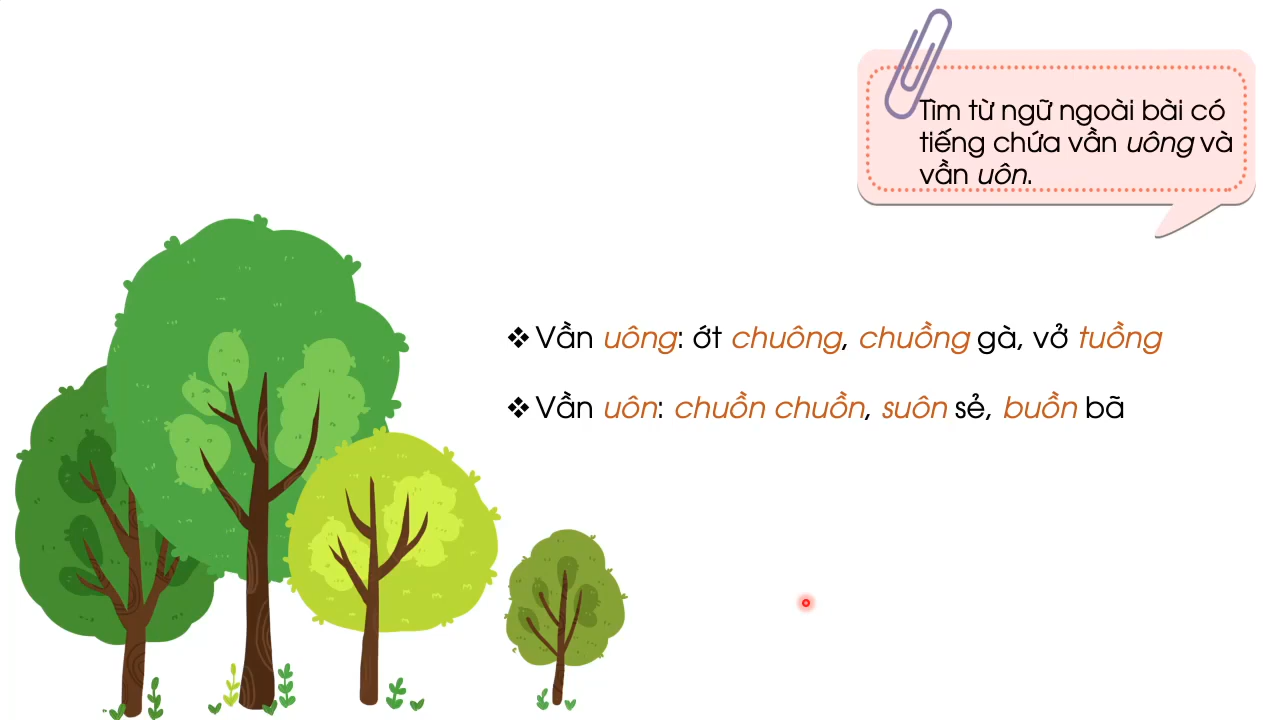 Tìm từ ngữ ngoài bài có
tiếng chứa vần uông và
vần uôn.
❖ Vần uông: ớt chuông, chuồng gà, vở tuồng
❖ Vần uôn: chuồn chuồn, suôn sẻ, buồn bã